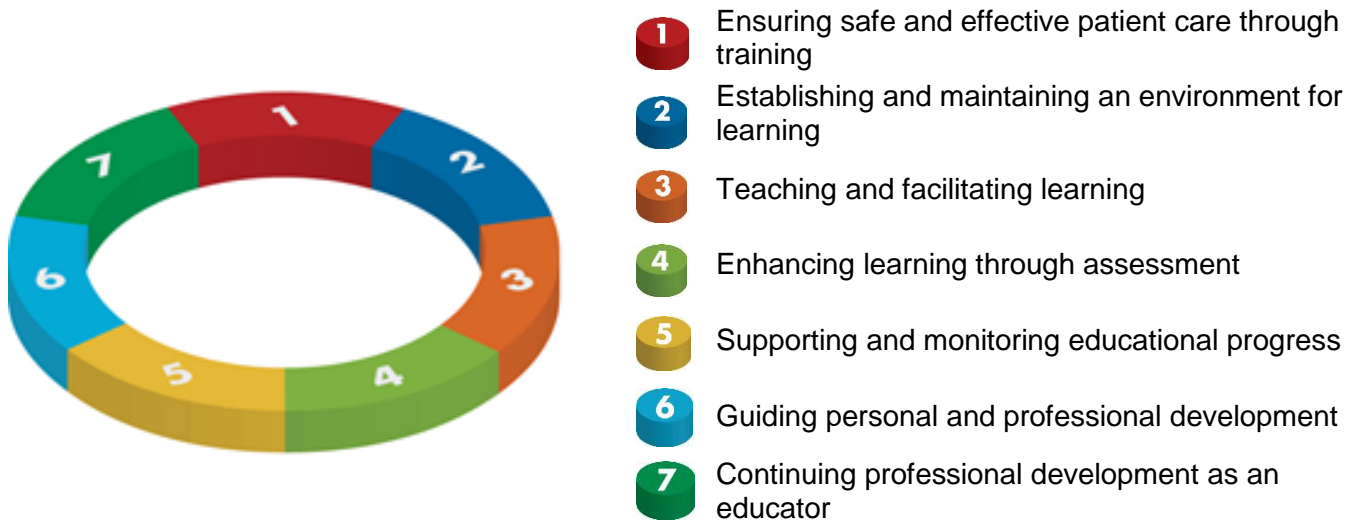 1
2
3
4
5
6
7
1 Ensuring safe and effective patient care through
training
2 Establishing and maintaining an environment for
learning
3 Teaching and facilitating learning
4 Enhancing learning through assessment
5 Supporting and monitoring educational progress
6 Guiding personal and professional development
7 Continuing professional development as an
educator